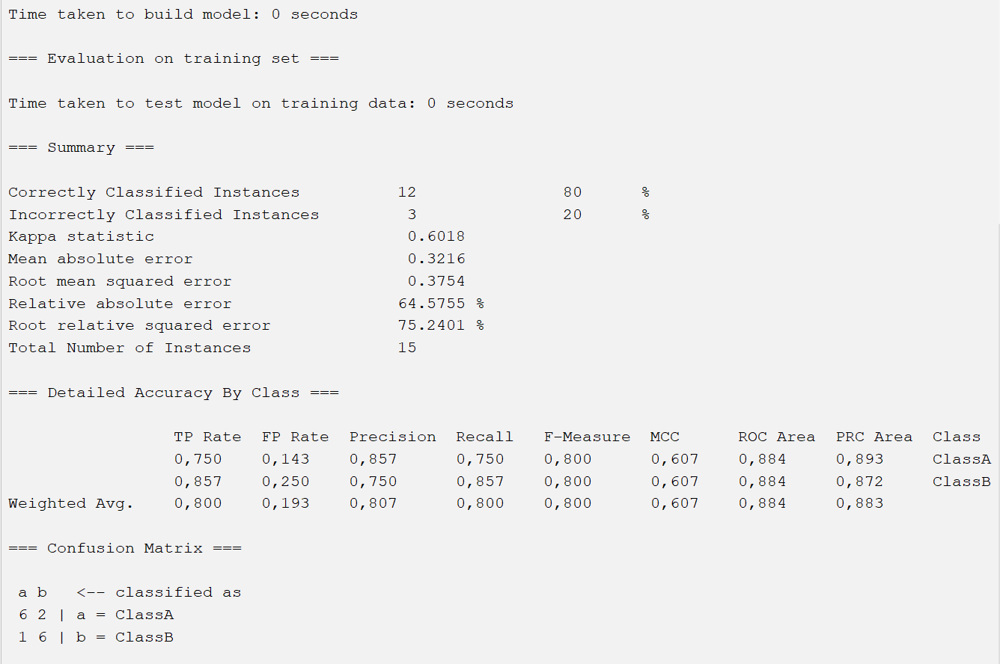 Time taken to build model: 0 seconds
=== Evaluation on training set ===
Time taken to test model on training data: 0 seconds
=== Summary ===
Correctly Classified Instances          12               80      %
Incorrectly Classified Instances         3               20      %
Kappa statistic                          0.6018
Mean absolute error                      0.3216
Root mean squared error                  0.3754
Relative absolute error                 64.5755 %
Root relative squared error             75.2401 %
Total Number of Instances               15
=== Detailed Accuracy By Class ===
                 TP Rate  FP Rate  Precision  Recall   F-Measure  MCC      ROC Area  PRC Area  Class
                 0,750    0,143    0,857      0,750    0,800      0,607    0,884     0,893     ClassA
                 0,857    0,250    0,750      0,857    0,800      0,607    0,884     0,872     ClassB
Weighted Avg.    0,800    0,193    0,807      0,800    0,800      0,607    0,884     0,883
=== Confusion Matrix ===
 a b   <-- classified as
 6 2 | a = ClassA
 1 6 | b = ClassB